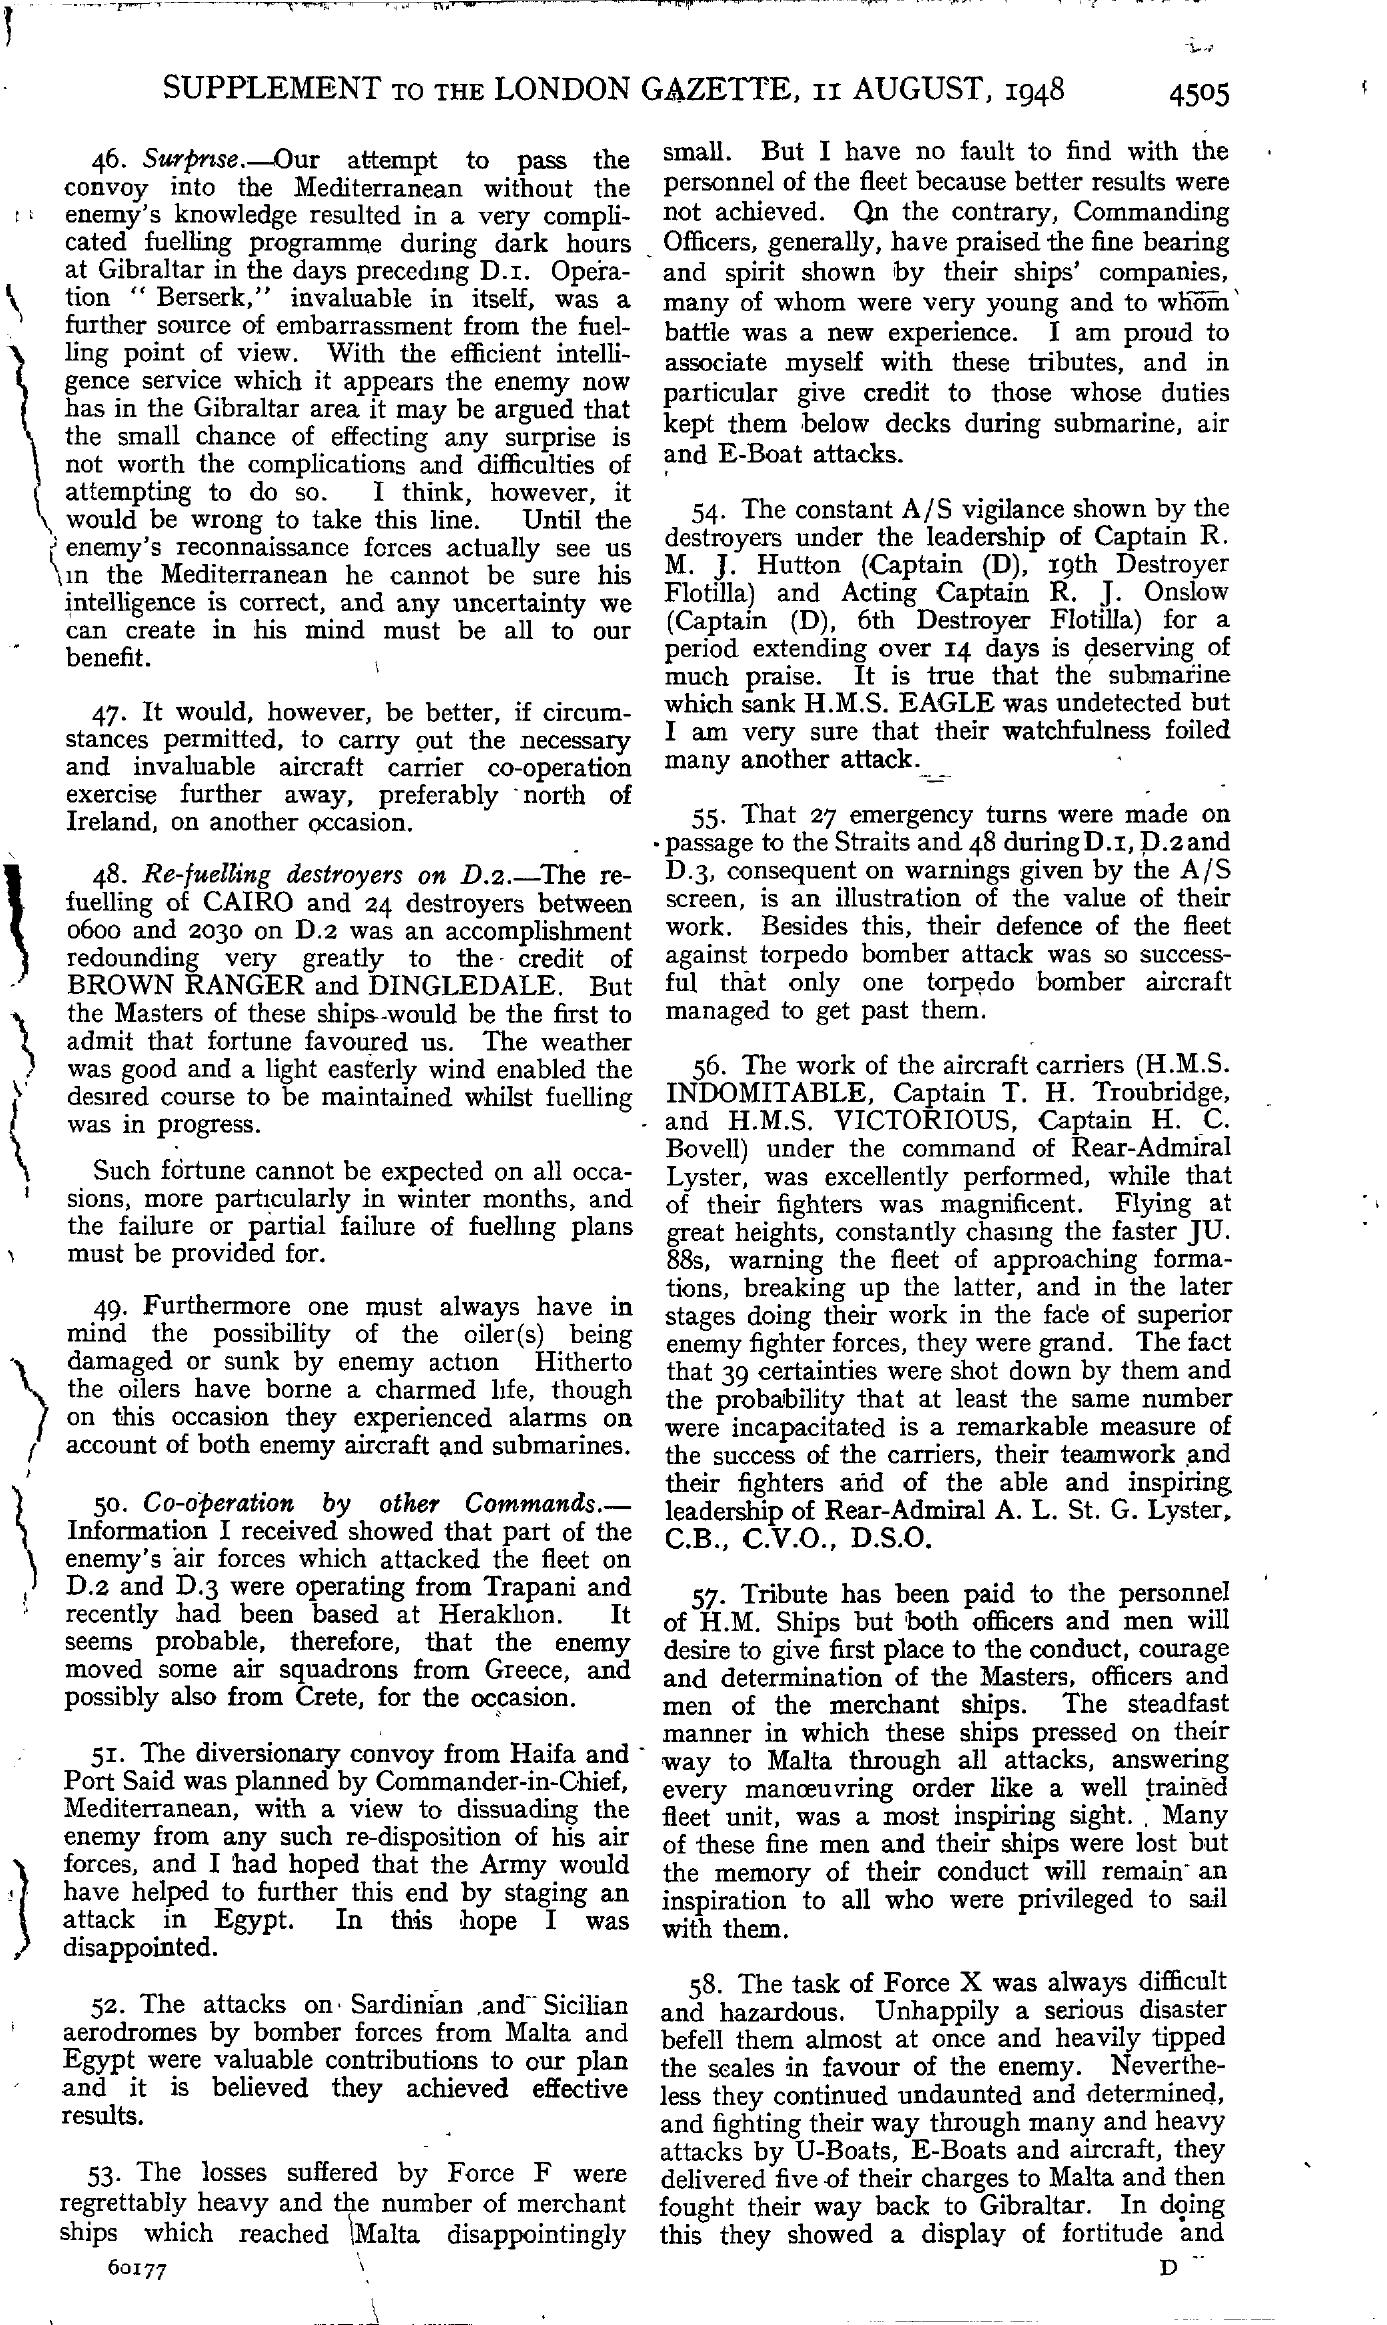 SUPPLEMENT TO THE LONDON GAZETTE, 11 AUGUST, 1948 4505
46. Surprise.—Our attempt to pass the
convoy into the Mediterranean without the
enemy's knowledge resulted in a very compli-
cated fuelling programme during dark hours
at Gibraltar in the days preceding D.1. Opera-
tion "Berserk," invaluable in itself, was a
further source of embarrassment from the fuel-
ling point of view. With the efficient intelli-
gence service which it appears the enemy now
has in the Gibraltar area it may be argued that
the small chance of effecting any surprise is
not worth the complications and difficulties of
attempting to do so. I think, however, it
would be wrong to take this line. Until the
enemy's reconnaissance forces actually see us
in the Mediterranean he cannot be sure his
intelligence is correct, and any uncertainty we
can create in his mind must be all to our
benefit.
47. It would, however, be better, if circum-
stances permitted, to carry out the necessary
and invaluable aircraft carrier co-operation
exercise further away, preferably north of
Ireland, on another occasion.
48. Re-fuelling destroyers on D.2.—The re-
fuelling of CAIRO and 24 destroyers between
0600 and 2030 on D.2 was an accomplishment
redounding very greatly to the credit of
BROWN RANGER and DINGLEDALE. But
the Masters of these ships would be the first to
admit that fortune favoured us. The weather
was good and a light easterly wind enabled the
desired course to be maintained whilst fuelling
was in progress.
Such fortune cannot be expected on all occa-
sions, more particularly in winter months, and
the failure or partial failure of fuelling plans
must be provided for.
49. Furthermore one must always have in
mind the possibility of the oiler(s) being
damaged or sunk by enemy action Hitherto
the oilers have borne a charmed life, though
on this occasion they experienced alarms on
account of both enemy aircraft and submarines.
50. Co-operation by other Commands.—
Information I received showed that part of the
enemy's air forces which attacked the fleet on
D.2 and D.3 were operating from Trapani and
recently had been based at Heraklion. It
seems probable, therefore, that the enemy
moved some air squadrons from Greece, and
possibly also from Crete, for the occasion.
51. The diversionary convoy from Haifa and
Port Said was planned by Commander-in-Chief,
Mediterranean, with a view to dissuading the
enemy from any such re-disposition of his air
forces, and I had hoped that the Army would
have helped to further this end by staging an
attack in Egypt. In this hope I was
disappointed.
52. The attacks on Sardinian and Sicilian
aerodromes by bomber forces from Malta and
Egypt were valuable contributions to our plan
and it is believed they achieved effective
results.
53. The losses suffered by Force F were
regrettably heavy and the number of merchant
ships which reached Malta disappointingly
small. But I have no fault to find with the
personnel of the fleet because better results were
not achieved. On the contrary, Commanding
Officers, generally, have praised the fine bearing
and spirit shown by their ships' companies,
many of whom were very young and to whom
battle was a new experience. I am proud to
associate myself with these tributes, and in
particular give credit to those whose duties
kept them below decks during submarine, air
and E-Boat attacks.
54. The constant A/S vigilance shown by the
destroyers under the leadership of Captain R.
M. J. Hutton (Captain (D), 19th Destroyer
Flotilla) and Acting Captain R. J. Onslow
(Captain (D), 6th Destroyer Flotilla) for a
period extending over 14 days is deserving of
much praise. It is true that the submarine
which sank H.M.S. EAGLE was undetected but
I am very sure that their watchfulness foiled
many another attack.
55. That 27 emergency turns were made on
passage to the Straits and 48 during D.1, D.2 and
D.3, consequent on warnings given by the A/S
screen, is an illustration of the value of their
work. Besides this, their defence of the fleet
against torpedo bomber attack was so success-
ful that only one torpedo bomber aircraft
managed to get past them.
56. The work of the aircraft carriers (H.M.S.
INDOMITABLE, Captain T. H. Troubridge,
and H.M.S. VICTORIOUS, Captain H. C.
Bovell) under the command of Rear-Admiral
Lyster, was excellently performed, while that
of their fighters was magnificent. Flying at
great heights, constantly chasing the faster JU.
88s, warning the fleet of approaching forma-
tions, breaking up the latter, and in the later
stages doing their work in the face of superior
enemy fighter forces, they were grand. The fact
that 39 certainties were shot down by them and
the probability that at least the same number
were incapacitated is a remarkable measure of
the success of the carriers, their teamwork and
their fighters and of the able and inspiring
leadership of Rear-Admiral A. L. St. G. Lyster,
C.B., C.V.O., D.S.O.
57. Tribute has been paid to the personnel
of H.M. Ships but both officers and men will
desire to give first place to the conduct, courage
and determination of the Masters, officers and
men of the merchant ships. The steadfast
manner in which these ships pressed on their
way to Malta through all attacks, answering
every manœuvring order like a well trained
fleet unit, was a most inspiring sight. Many
of these fine men and their ships were lost but
the memory of their conduct will remain an
inspiration to all who were privileged to sail
with them.
58. The task of Force X was always difficult
and hazardous. Unhappily a serious disaster
befell them almost at once and heavily tipped
the scales in favour of the enemy. Neverthe-
less they continued undaunted and determined,
and fighting their way through many and heavy
attacks by U-Boats, E-Boats and aircraft, they
delivered five of their charges to Malta and then
fought their way back to Gibraltar. In doing
this they showed a display of fortitude and
60177 D